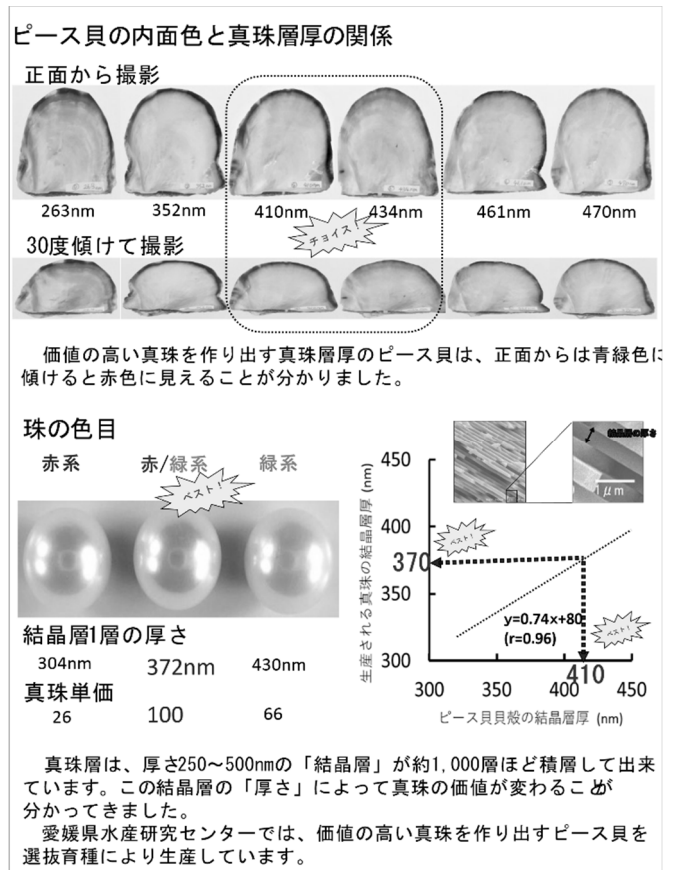 ピース貝の内面色と真珠層厚の関係
正面から撮影
263nm 352nm 410nm 434nm 461nm 470nm
チョイス！
30度傾けて撮影
価値の高い真珠を作り出す真珠層厚のピース貝は、正面からは青緑色に
傾けると赤色に見えることが分かりました。
珠の色目
赤系 赤/緑系 緑系
ベスト！
結晶層1層の厚さ
304nm 372nm 430nm
真珠単価
26 100 66
結晶層の厚さ
1μm
生産される真珠の結晶層厚 (nm)
450
400
370
350
300
ベスト！
y=0.74x+80
(r=0.96)
ベスト！
300 350 400 410 450
ピース貝貝殻の結晶層厚 (nm)
真珠層は、厚さ250～500nmの「結晶層」が約1,000層ほど積層して出来
ています。この結晶層の「厚さ」によって真珠の価値が変わることが
分かってきました。
愛媛県水産研究センターでは、価値の高い真珠を作り出すピース貝を
選抜育種により生産しています。